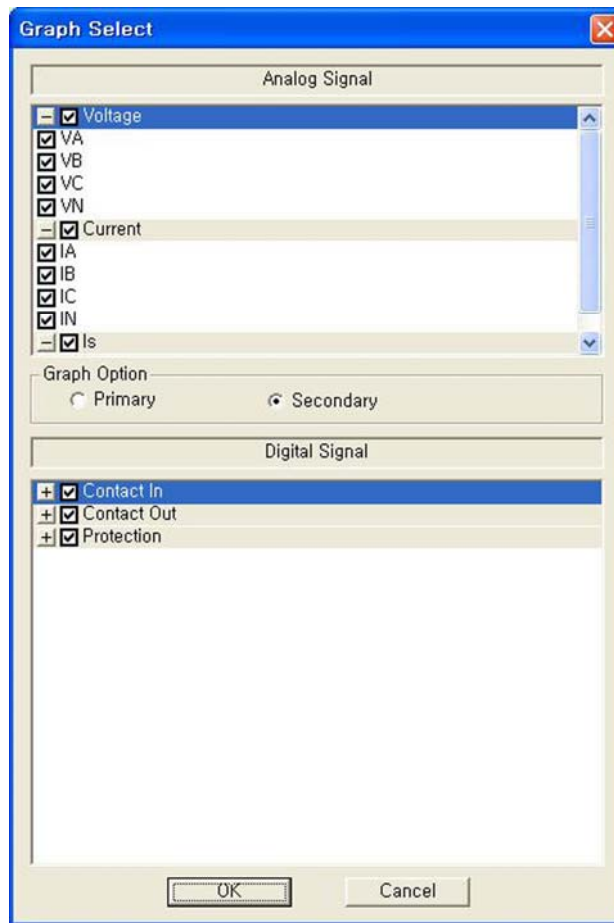 Graph Select
Analog Signal
Voltage
VA
VB
VC
VN
Current
IA
IB
IC
IN
Is
Graph Option
Primary Secondary
Digital Signal
Contact In
Contact Out
Protection
OK Cancel